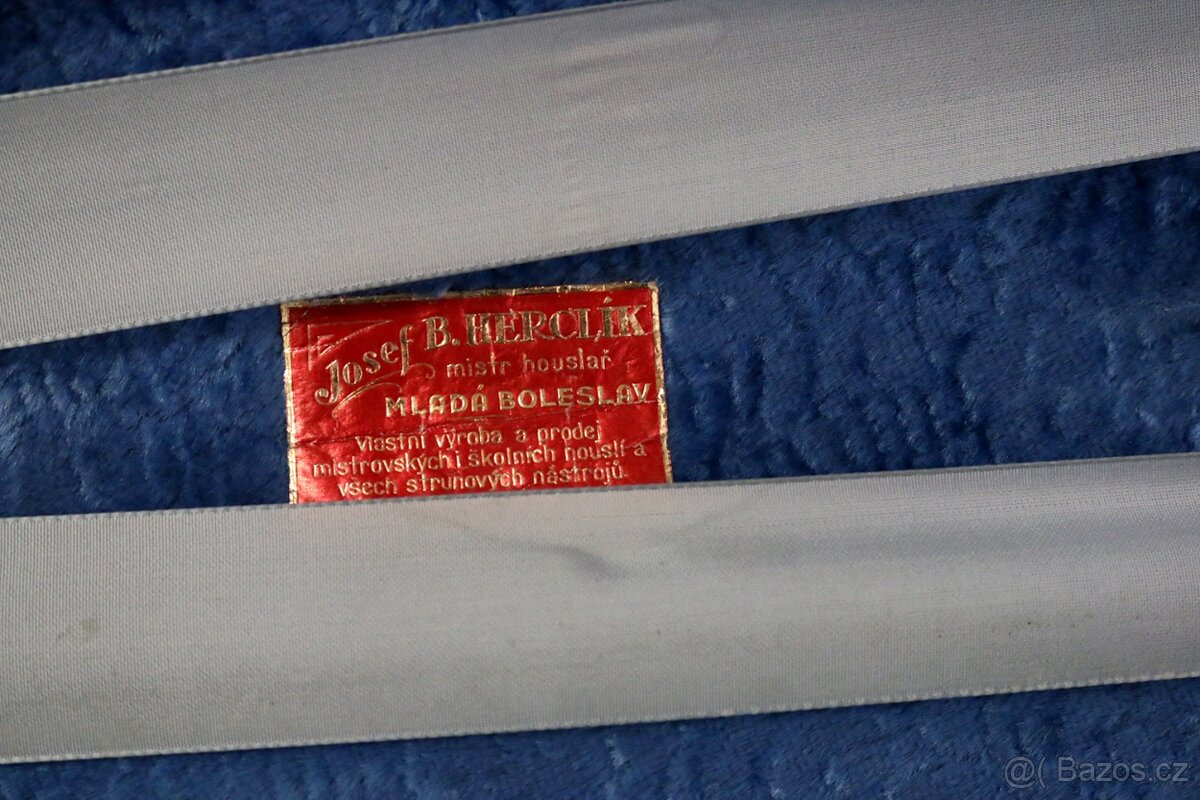 Josef B. HERCLÍK
mistr houslař
MLADÁ BOLESLAV
Vlastní výroba a prodej
mistrovských i školních houslí a
všech strunových nástrojů.
@( Bazos.cz